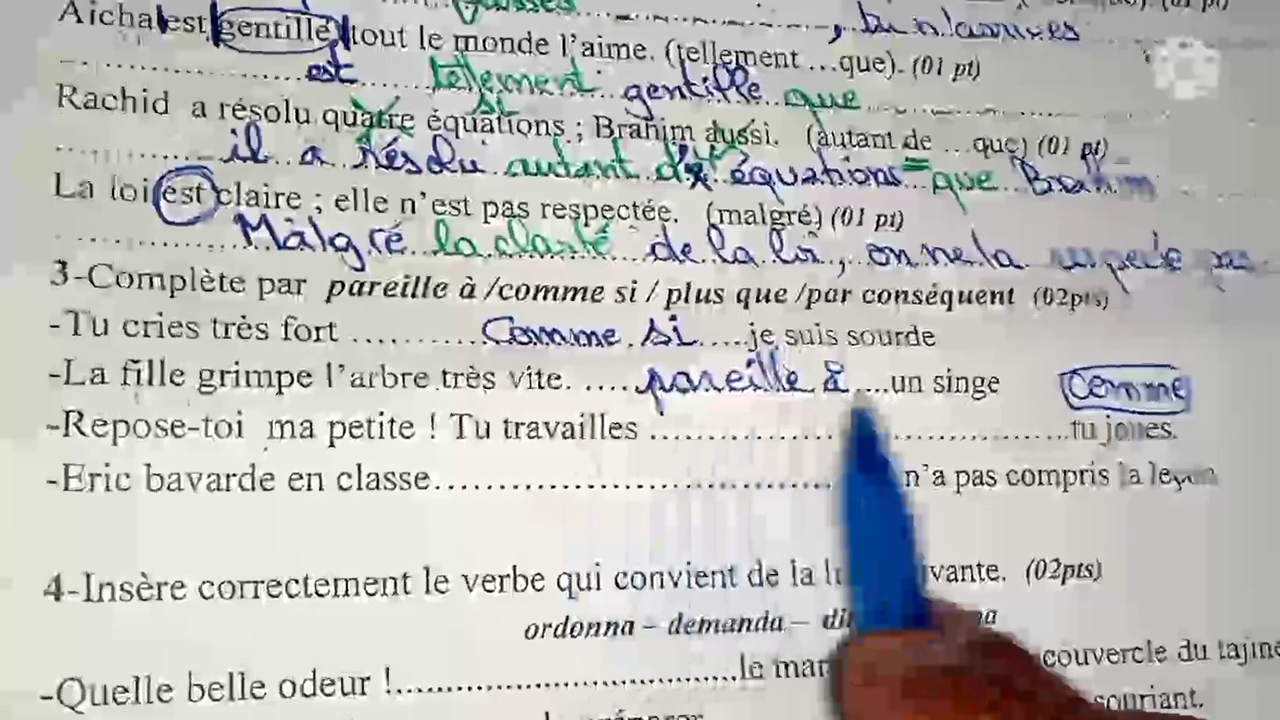 , tu n'
Aicha est gentille tout le monde l'aime. (tellement ...que). (01 pt)
est tellement gentille que
si
Rachid a résolu quatre équations ; Brahim aussi. (autant de ...que) (01 pt)
il a résolu autant d' équations que Brahim
La loi est claire ; elle n'est pas respectée. (malgré) (01 pt)
Malgré la clarté de la loi, on ne la respecte pas
3-Complète par pareille à /comme si / plus que /par conséquent (02pts)
-Tu cries très fort .......... Comme si .....je suis sourde
-La fille grimpe l'arbre très vite. .... pareille à ....un singe comme
-Repose-toi ma petite ! Tu travailles ..........................................tu joues.
-Eric bavarde en classe.................................. n'a pas compris la leçon
4-Insère correctement le verbe qui convient de la vante. (02pts)
ordonna – demanda –
-Quelle belle odeur !..................................le couvercle du tajine
souriant.